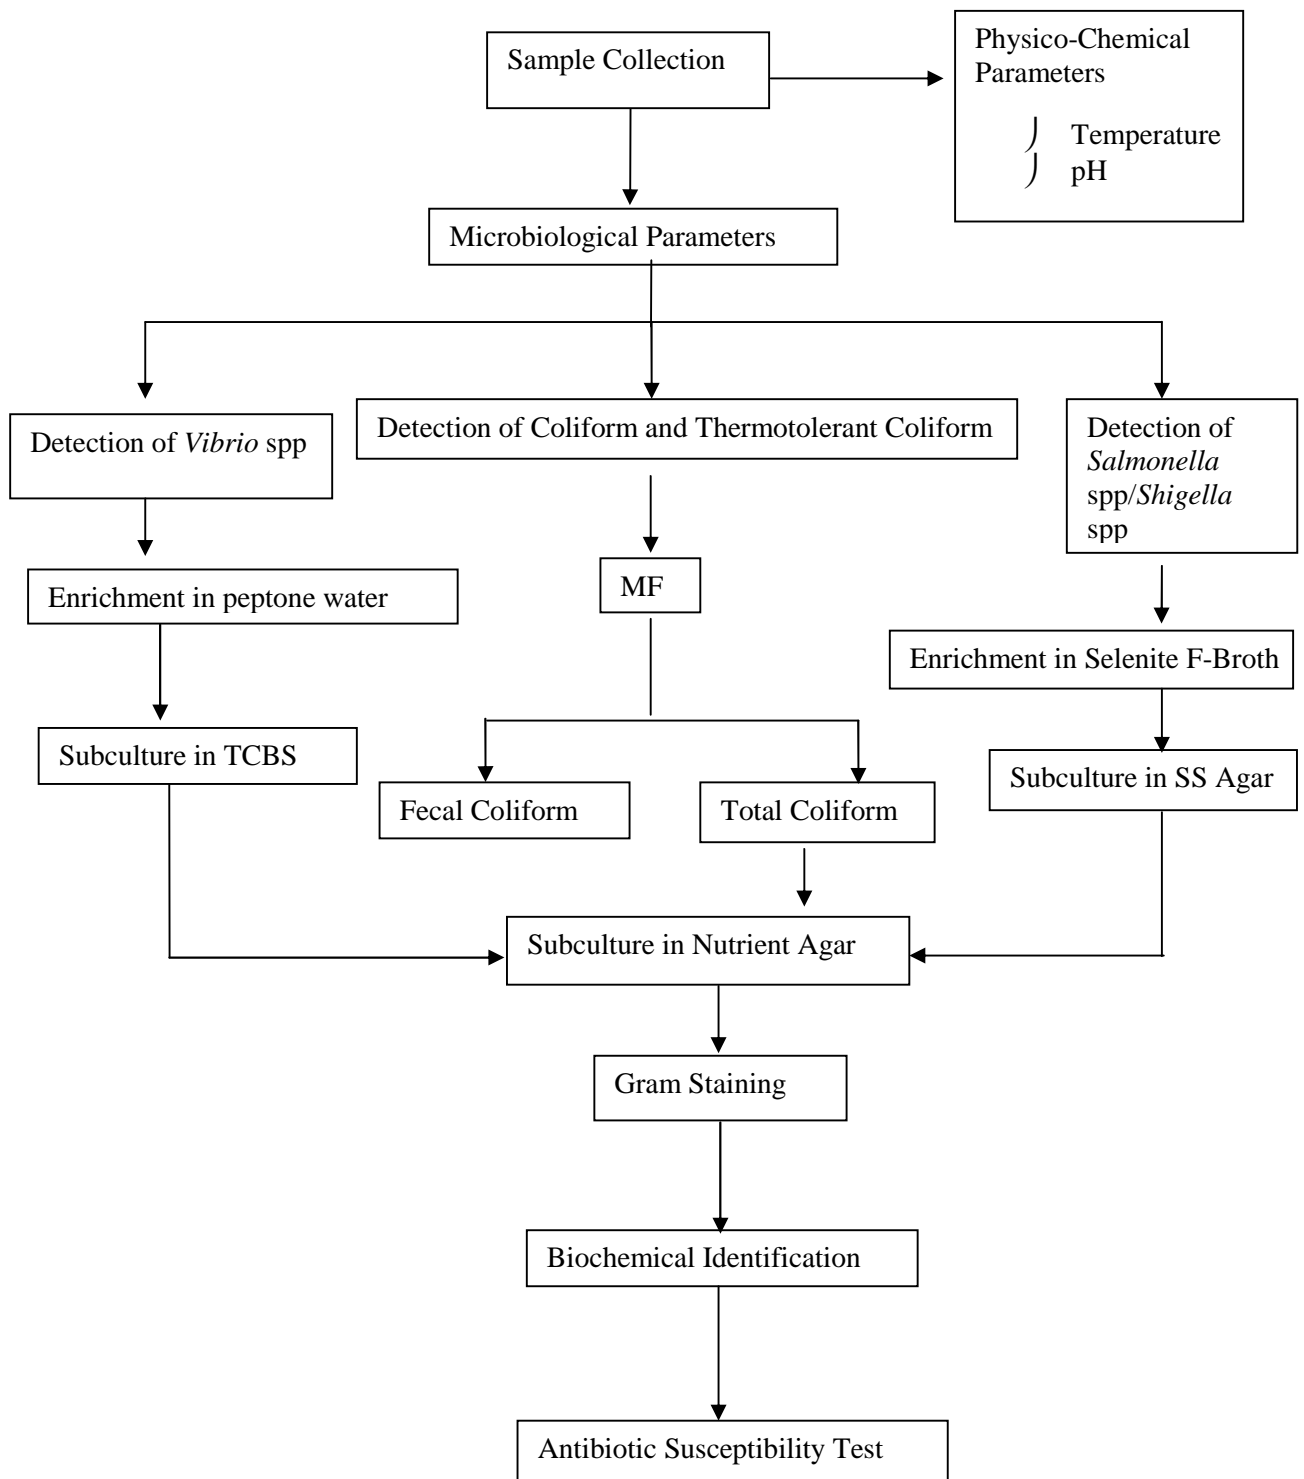 Sample Collection
Physico-Chemical
Parameters
Temperature
pH
Microbiological Parameters
Detection of Vibrio spp
Detection of Coliform and Thermotolerant Coliform
Detection of
Salmonella
spp/Shigella
spp
Enrichment in peptone water
MF
Enrichment in Selenite F-Broth
Subculture in TCBS
Subculture in SS Agar
Fecal Coliform
Total Coliform
Subculture in Nutrient Agar
Gram Staining
Biochemical Identification
Antibiotic Susceptibility Test